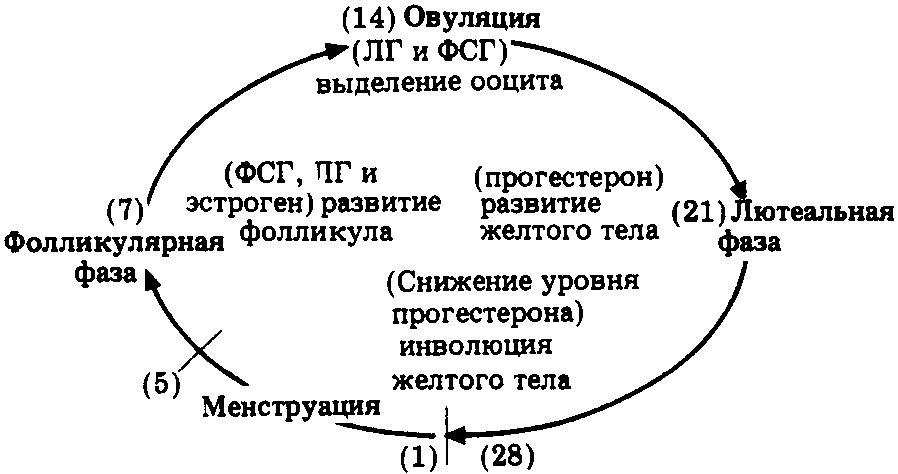 (14) Овуляция
(ЛГ и ФСГ)
выделение ооцита
(ФСГ, ЛГ и
эстроген) развитие
фолликула
(прогестерон)
развитие
желтого тела
(7)
Фолликулярная
фаза
(21) Лютеальная
фаза
(Снижение уровня
прогестерона)
инволюция
желтого тела
(5)
Менструация
(1)
(28)